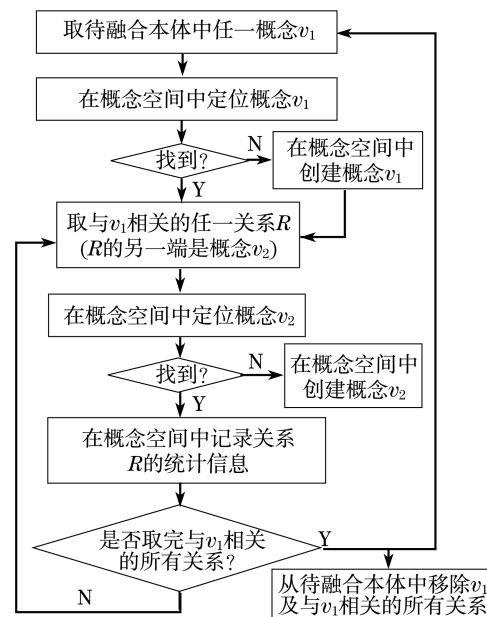 取待融合本体中任一概念v₁
在概念空间中定位概念v₁
找到？
N
在概念空间中
创建概念v₁
Y
取与v₁相关的任一关系R
(R的另一端是概念v₂)
在概念空间中定位概念v₂
找到？
N
在概念空间中
创建概念v₂
Y
在概念空间中记录关系
R的统计信息
是否取完与v₁相关
的所有关系？
Y
N
从待融合本体中移除v₁
及与v₁相关的所有关系